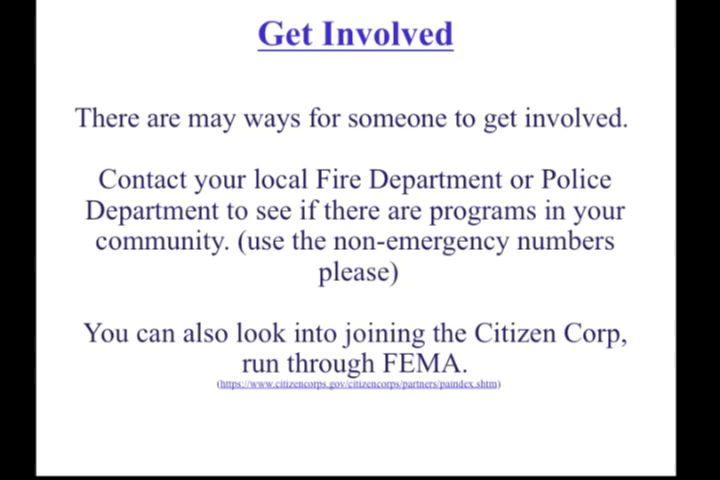 Get Involved
There are may ways for someone to get involved.
Contact your local Fire Department or Police
Department to see if there are programs in your
community. (use the non-emergency numbers
please)
You can also look into joining the Citizen Corp,
run through FEMA.
(https://www.citizencorps.gov/citizencorps/partners/paindex.shtm)